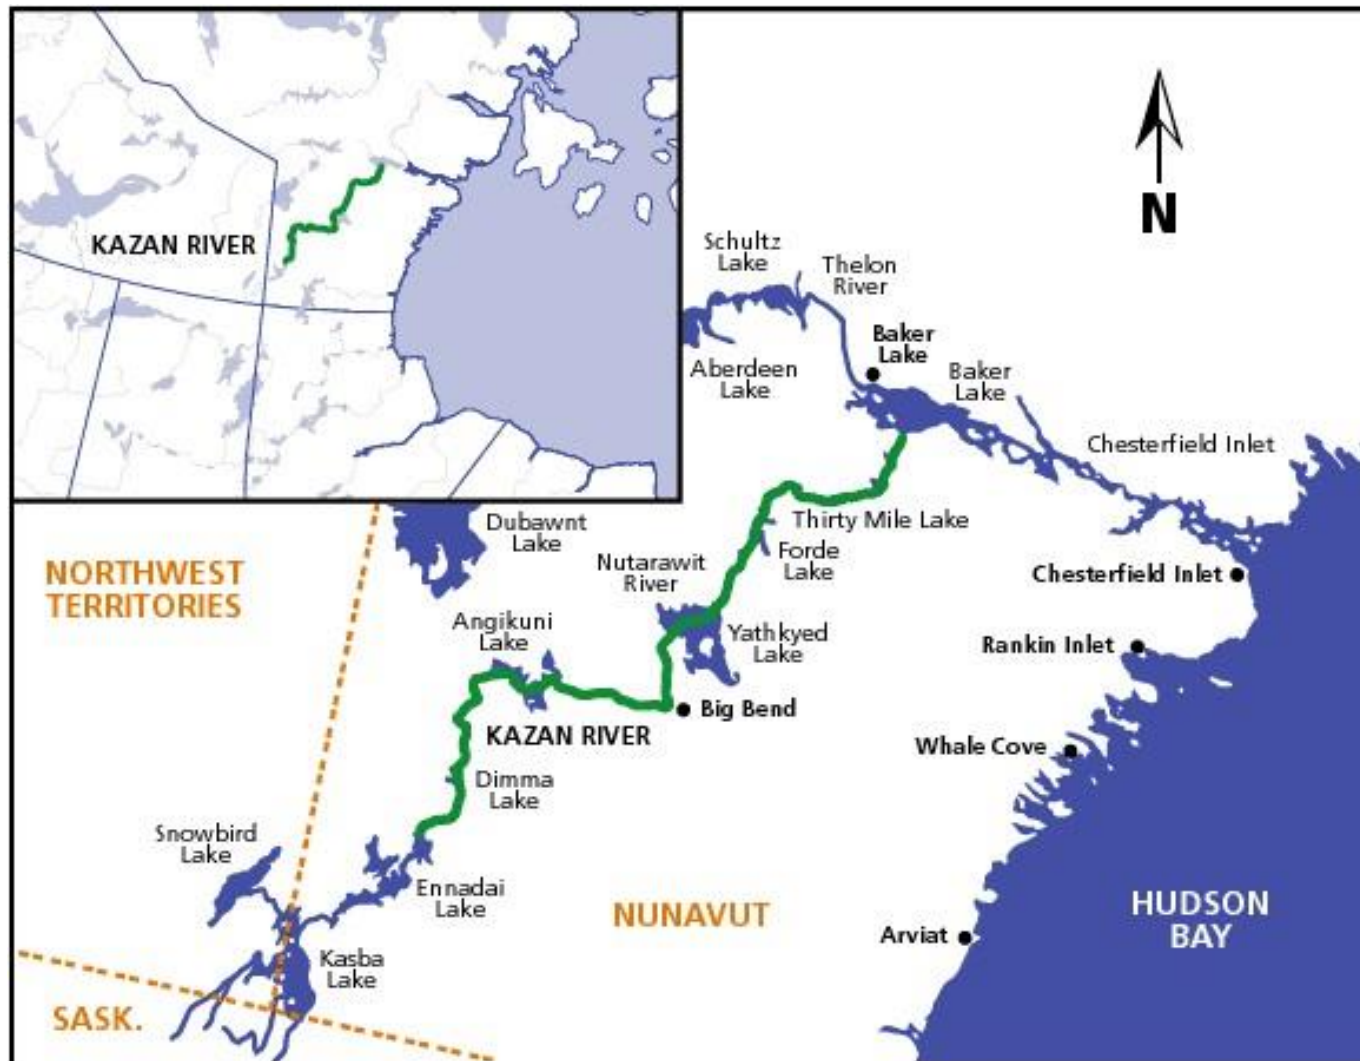 KAZAN RIVER
N
Schultz
Lake
Thelon
River
Baker
Lake
Aberdeen
Lake
Baker
Lake
Chesterfield Inlet
Dubawnt
Lake
Thirty Mile Lake
Forde
Lake
Nutarawit
River
NORTHWEST
TERRITORIES
Chesterfield Inlet
Angikuni
Lake
Yathkyed
Lake
Rankin Inlet
Big Bend
KAZAN RIVER
Whale Cove
Dimma
Lake
Snowbird
Lake
Ennadai
Lake
NUNAVUT
HUDSON
BAY
Arviat
Kasba
Lake
SASK.